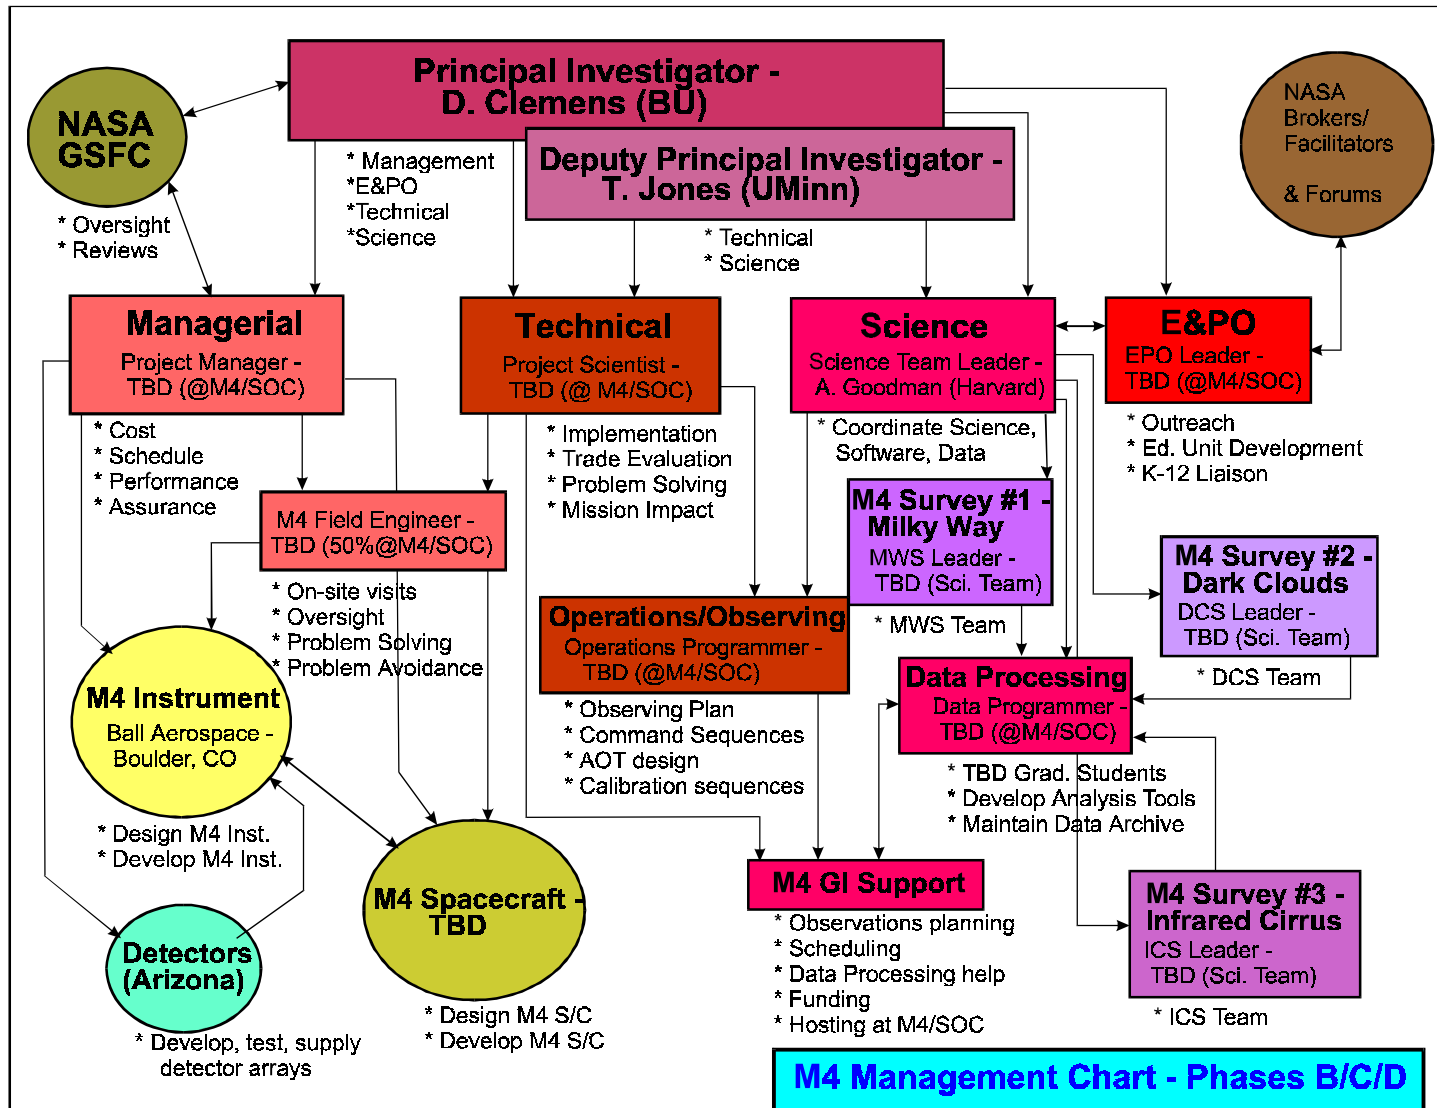 Principal Investigator -
D. Clemens (BU)
NASA
GSFC
NASA
Brokers/
Facilitators
& Forums
Deputy Principal Investigator -
T. Jones (UMinn)
* Management
*E&PO
*Technical
*Science
* Oversight
* Reviews
* Technical
* Science
Managerial
Project Manager -
TBD (@M4/SOC)
Technical
Project Scientist -
TBD (@ M4/SOC)
Science
Science Team Leader -
A. Goodman (Harvard)
E&PO
EPO Leader -
TBD (@M4/SOC)
* Cost
* Schedule
* Performance
* Assurance
* Implementation
* Trade Evaluation
* Problem Solving
* Mission Impact
* Coordinate Science,
Software, Data
* Outreach
* Ed. Unit Development
* K-12 Liaison
M4 Field Engineer -
TBD (50%@M4/SOC)
M4 Survey #1 -
Milky Way
MWS Leader -
TBD (Sci. Team)
M4 Survey #2 -
Dark Clouds
DCS Leader -
TBD (Sci. Team)
* On-site visits
* Oversight
* Problem Solving
* Problem Avoidance
Operations/Observing
Operations Programmer -
TBD (@M4/SOC)
* MWS Team
* DCS Team
M4 Instrument
Ball Aerospace -
Boulder, CO
Data Processing
Data Programmer -
TBD (@M4/SOC)
* Observing Plan
* Command Sequences
* AOT design
* Calibration sequences
* TBD Grad. Students
* Develop Analysis Tools
* Maintain Data Archive
* Design M4 Inst.
* Develop M4 Inst.
M4 Spacecraft -
TBD
M4 GI Support
M4 Survey #3 -
Infrared Cirrus
ICS Leader -
TBD (Sci. Team)
Detectors
(Arizona)
* Observations planning
* Scheduling
* Data Processing help
* Funding
* Hosting at M4/SOC
* Design M4 S/C
* Develop M4 S/C
* ICS Team
* Develop, test, supply
detector arrays
M4 Management Chart - Phases B/C/D